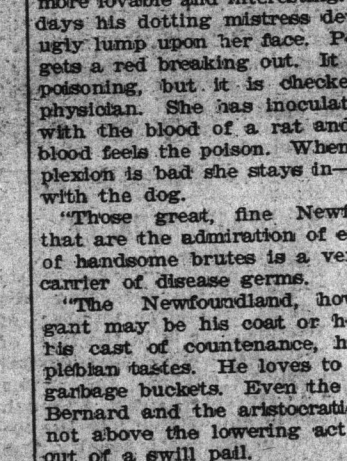 more lovable and interesting.
days his dotting mistress de
ugly lump upon her face. P
gets a red breaking out. It
poisoning, but it is checke
physician. She has inoculat
with the blood of a rat and
blood feels the poison. When
plexion is bad she stays in—
with the dog.
"Those great, fine Newf
that are the admiration of e
of handsome brutes is a ve
carrier of disease germs.
"The Newfoundland, how
gant may be his coat or h
his cast of countenance, h
plebian tastes. He loves to
garbage buckets. Even the
Bernard and the aristocrati
not above the lowering act
out of a swill pail.